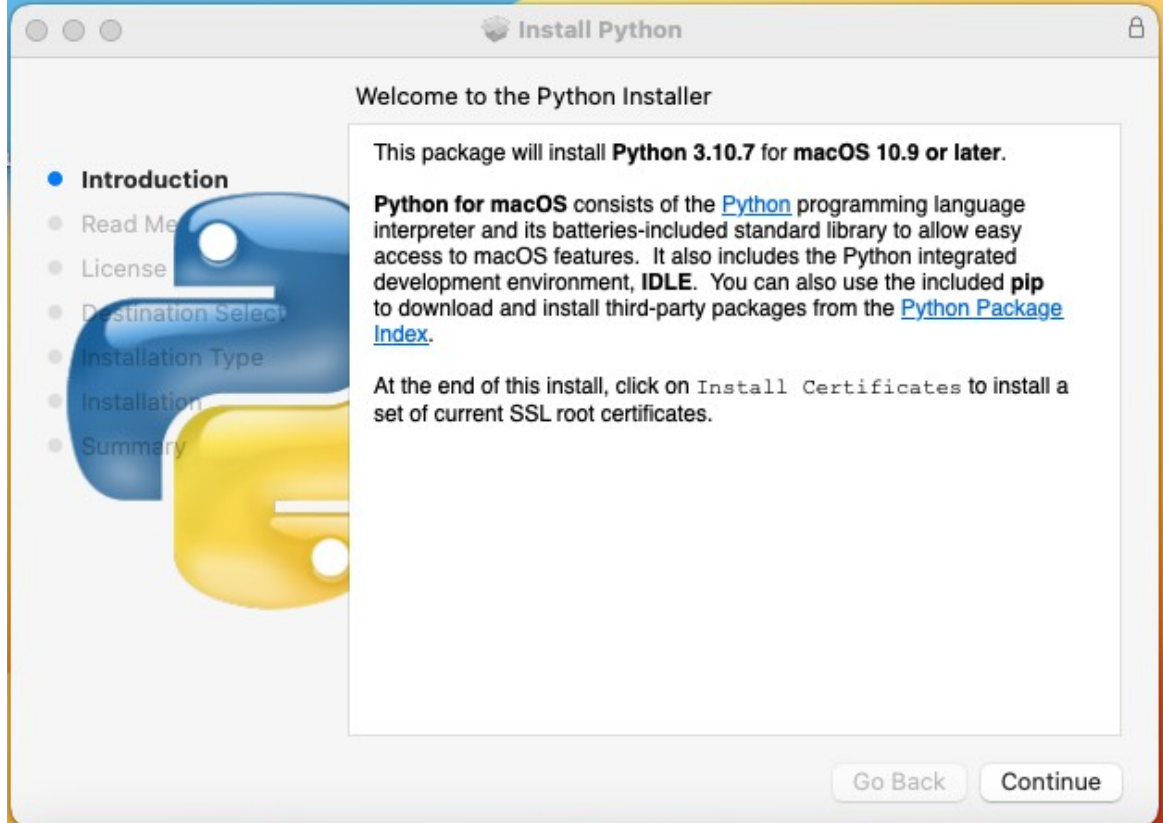 Install Python
Welcome to the Python Installer
Introduction
Read Me
License
Destination Select
Installation Type
Installation
Summary
This package will install Python 3.10.7 for macOS 10.9 or later.
Python for macOS consists of the Python programming language
interpreter and its batteries-included standard library to allow easy
access to macOS features.  It also includes the Python integrated
development environment, IDLE.  You can also use the included pip
to download and install third-party packages from the Python Package
Index.
At the end of this install, click on Install Certificates to install a
set of current SSL root certificates.
Go Back
Continue